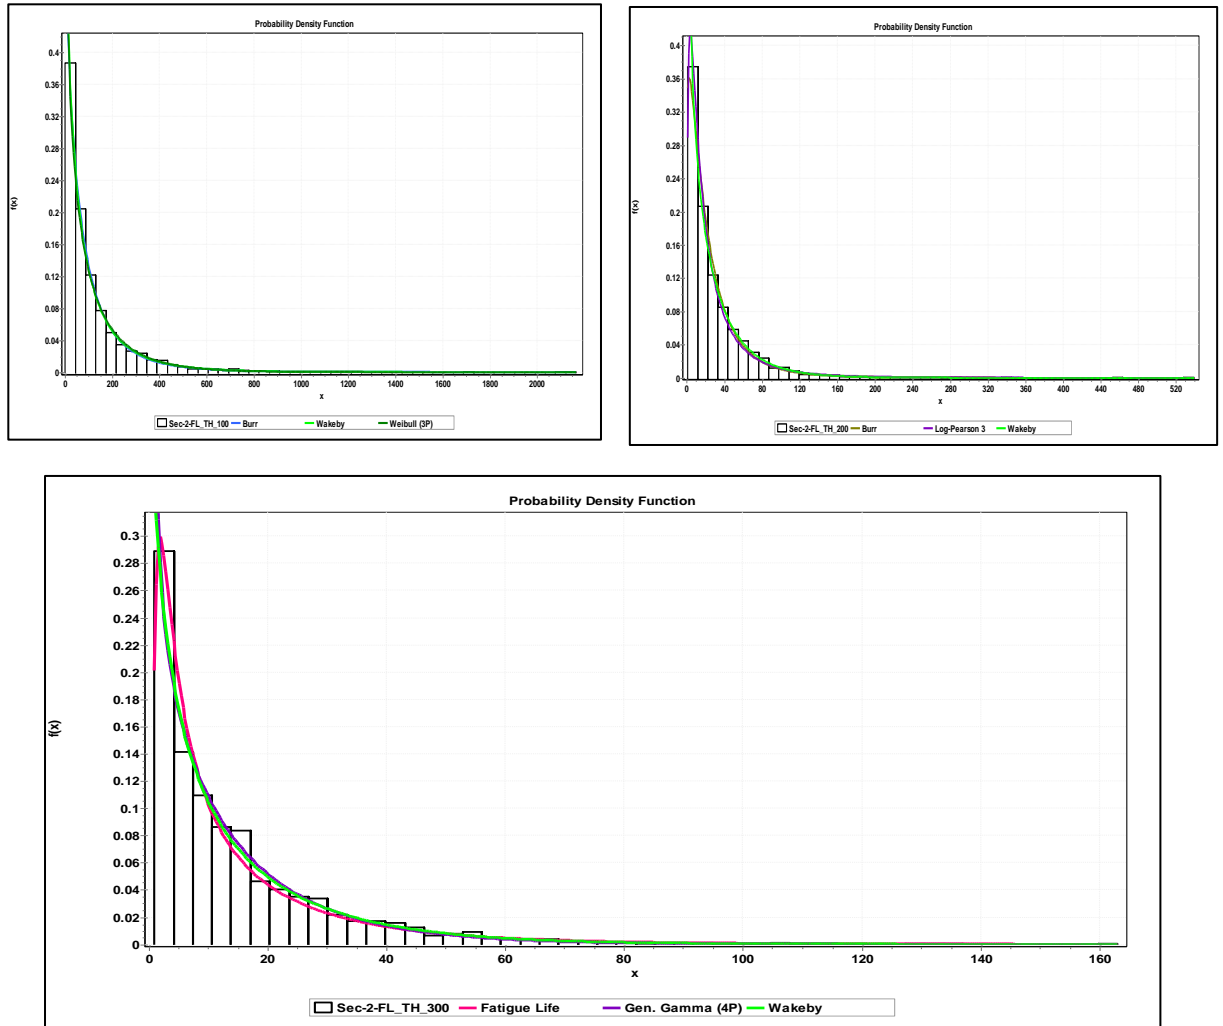 Probability Density Function
0.4
0.36
0.32
0.28
0.24
0.2
0.16
0.12
0.08
0.04
0
f(x)
0 200 400 600 800 1000 1200 1400 1600 1800 2000
x
Sec-2-FL_TH_100 Burr Wakeby Weibull (3P)
Probability Density Function
0.4
0.36
0.32
0.28
0.24
0.2
0.16
0.12
0.08
0.04
0
f(x)
0 40 80 120 160 200 240 280 320 360 400 440 480 520
x
Sec-2-FL_TH_200 Burr Log-Pearson 3 Wakeby
Probability Density Function
0.3
0.28
0.26
0.24
0.22
0.2
0.18
0.16
0.14
0.12
0.1
0.08
0.06
0.04
0.02
0
f(x)
0 20 40 60 80 100 120 140 160
x
Sec-2-FL_TH_300 Fatigue Life Gen. Gamma (4P) Wakeby